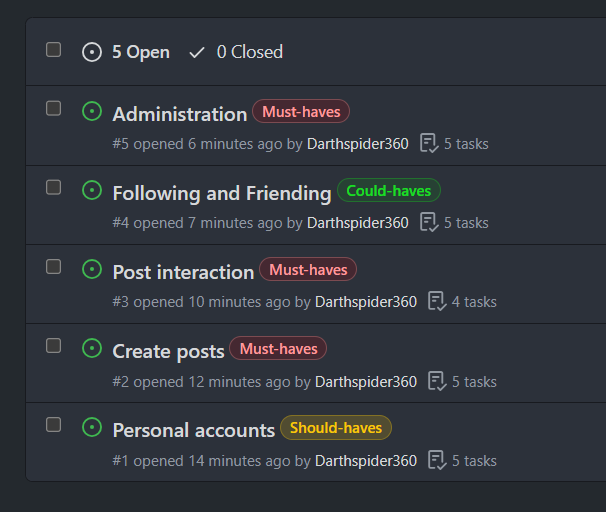 5 Open 0 Closed
Administration Must-haves
#5 opened 6 minutes ago by Darthspider360 5 tasks
Following and Friending Could-haves
#4 opened 7 minutes ago by Darthspider360 5 tasks
Post interaction Must-haves
#3 opened 10 minutes ago by Darthspider360 4 tasks
Create posts Must-haves
#2 opened 12 minutes ago by Darthspider360 5 tasks
Personal accounts Should-haves
#1 opened 14 minutes ago by Darthspider360 5 tasks